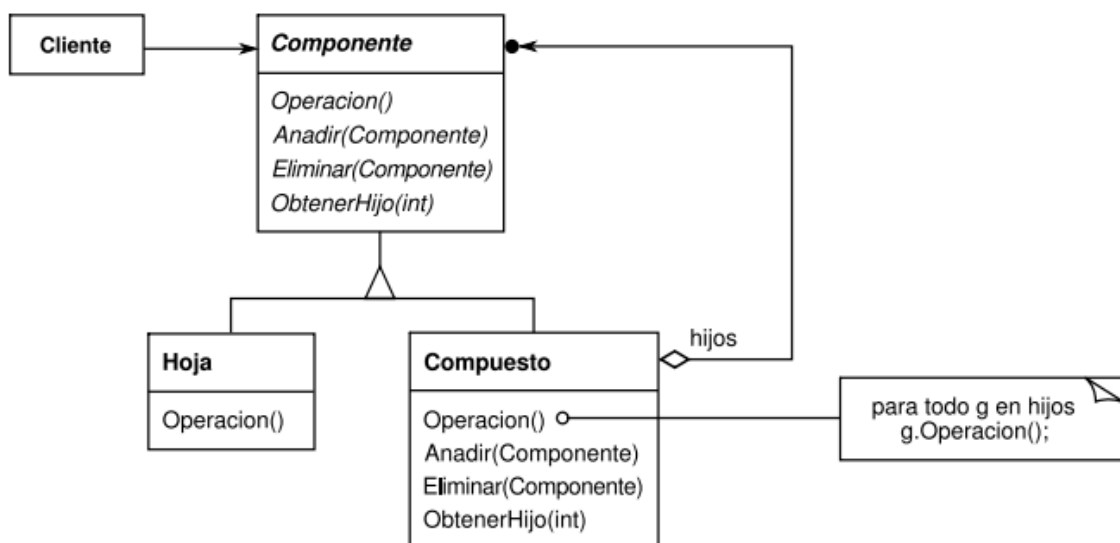 Cliente
Componente
Operacion()
Anadir(Componente)
Eliminar(Componente)
ObtenerHijo(int)
Hoja
Operacion()
hijos
Compuesto
Operacion()
Anadir(Componente)
Eliminar(Componente)
ObtenerHijo(int)
para todo g en hijos
g.Operacion();